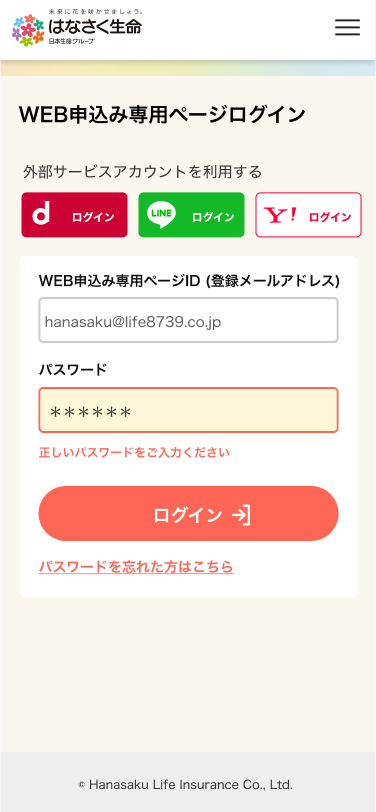 未来に花を咲かせましょう。
はなさく生命
日本生命グループ
WEB申込み専用ページログイン
外部サービスアカウントを利用する
d ログイン
LINE ログイン
Y! ログイン
WEB申込み専用ページID (登録メールアドレス)
hanasaku@life8739.co.jp
パスワード
******
正しいパスワードをご入力ください
ログイン
パスワードを忘れた方はこちら
© Hanasaku Life Insurance Co., Ltd.